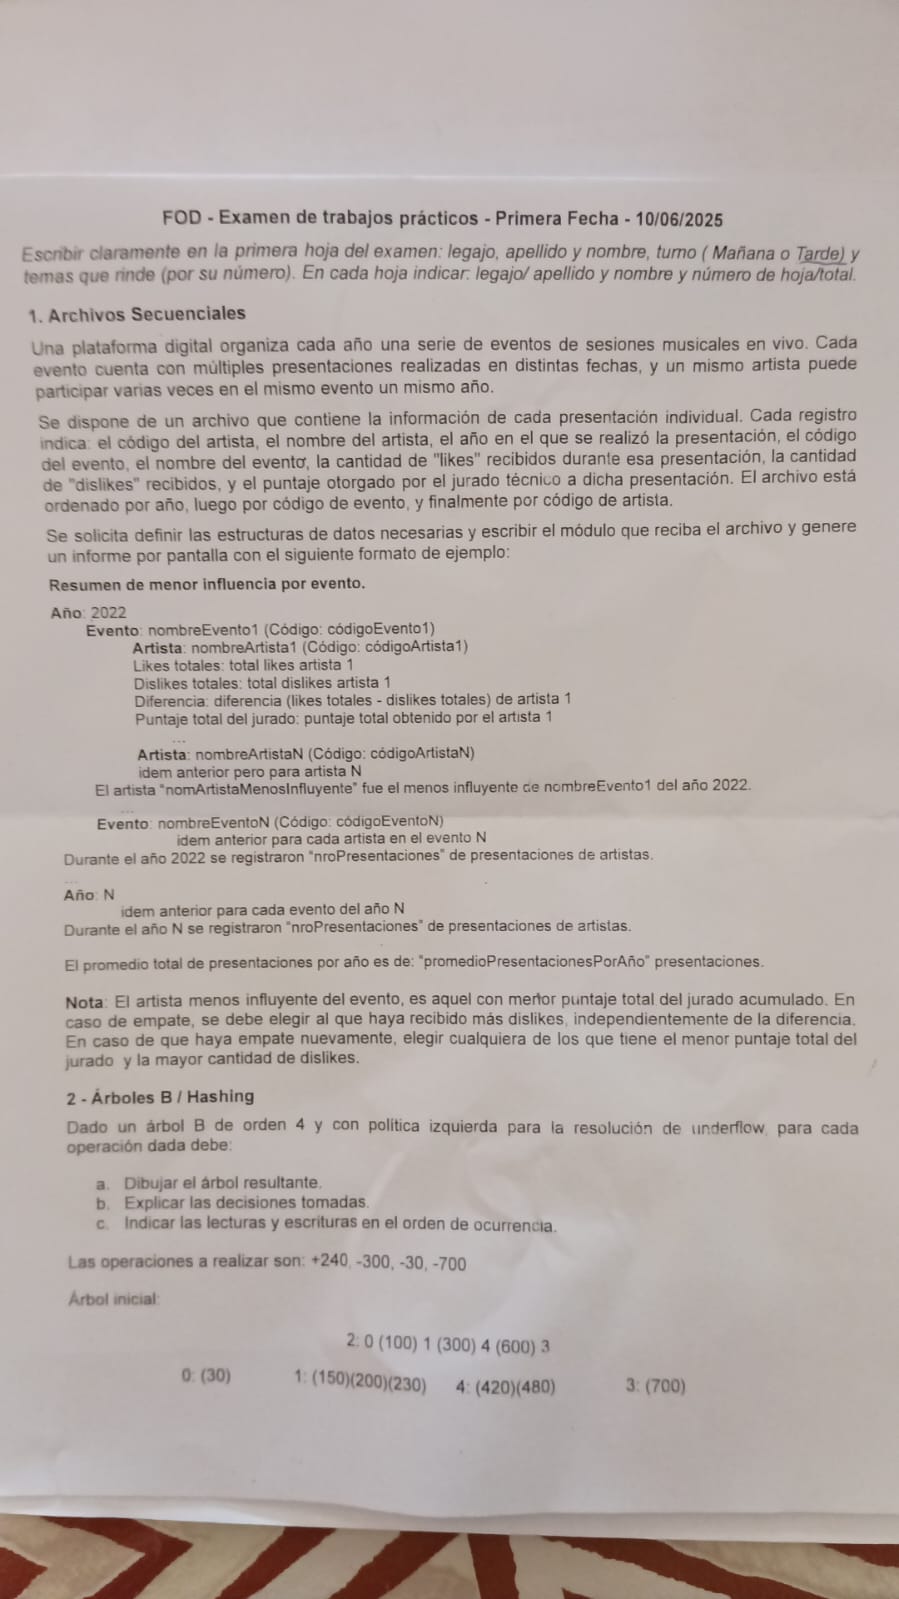 FOD - Examen de trabajos prácticos - Primera Fecha - 10/06/2025
Escribir claramente en la primera hoja del examen: legajo, apellido y nombre, turno ( Mañana o Tarde) y
temas que rinde (por su número). En cada hoja indicar: legajo/ apellido y nombre y número de hoja/total.
1. Archivos Secuenciales
Una plataforma digital organiza cada año una serie de eventos de sesiones musicales en vivo. Cada
evento cuenta con múltiples presentaciones realizadas en distintas fechas, y un mismo artista puede
participar varias veces en el mismo evento un mismo año.
Se dispone de un archivo que contiene la información de cada presentación individual. Cada registro
indica: el código del artista, el nombre del artista, el año en el que se realizó la presentación, el código
del evento, el nombre del evento, la cantidad de "likes" recibidos durante esa presentación, la cantidad
de "dislikes" recibidos, y el puntaje otorgado por el jurado técnico a dicha presentación. El archivo está
ordenado por año, luego por código de evento, y finalmente por código de artista.
Se solicita definir las estructuras de datos necesarias y escribir el módulo que reciba el archivo y genere
un informe por pantalla con el siguiente formato de ejemplo:
Resumen de menor influencia por evento.
Año: 2022
Evento: nombreEvento1 (Código: códigoEvento1)
Artista: nombreArtista1 (Código: códigoArtista1)
Likes totales: total likes artista 1
Dislikes totales: total dislikes artista 1
Diferencia: diferencia (likes totales - dislikes totales) de artista 1
Puntaje total del jurado: puntaje total obtenido por el artista 1
...
Artista: nombreArtistaN (Código: códigoArtistaN)
idem anterior pero para artista N
El artista "nomArtistaMenosInfluyente" fue el menos influyente de nombreEvento1 del año 2022.
...
Evento: nombreEventoN (Código: códigoEventoN)
idem anterior para cada artista en el evento N
Durante el año 2022 se registraron "nroPresentaciones" de presentaciones de artistas.
...
Año: N
idem anterior para cada evento del año N
Durante el año N se registraron "nroPresentaciones" de presentaciones de artistas.
El promedio total de presentaciones por año es de: "promedioPresentacionesPorAño" presentaciones.
Nota: El artista menos influyente del evento, es aquel con menor puntaje total del jurado acumulado. En
caso de empate, se debe elegir al que haya recibido más dislikes, independientemente de la diferencia.
En caso de que haya empate nuevamente, elegir cualquiera de los que tiene el menor puntaje total del
jurado y la mayor cantidad de dislikes.
2 - Árboles B / Hashing
Dado un árbol B de orden 4 y con política izquierda para la resolución de underflow, para cada
operación dada debe:
a. Dibujar el árbol resultante.
b. Explicar las decisiones tomadas.
c. Indicar las lecturas y escrituras en el orden de ocurrencia.
Las operaciones a realizar son: +240, -300, -30, -700
Árbol inicial:
2: 0 (100) 1 (300) 4 (600) 3
0: (30) 1: (150)(200)(230) 4: (420)(480) 3: (700)